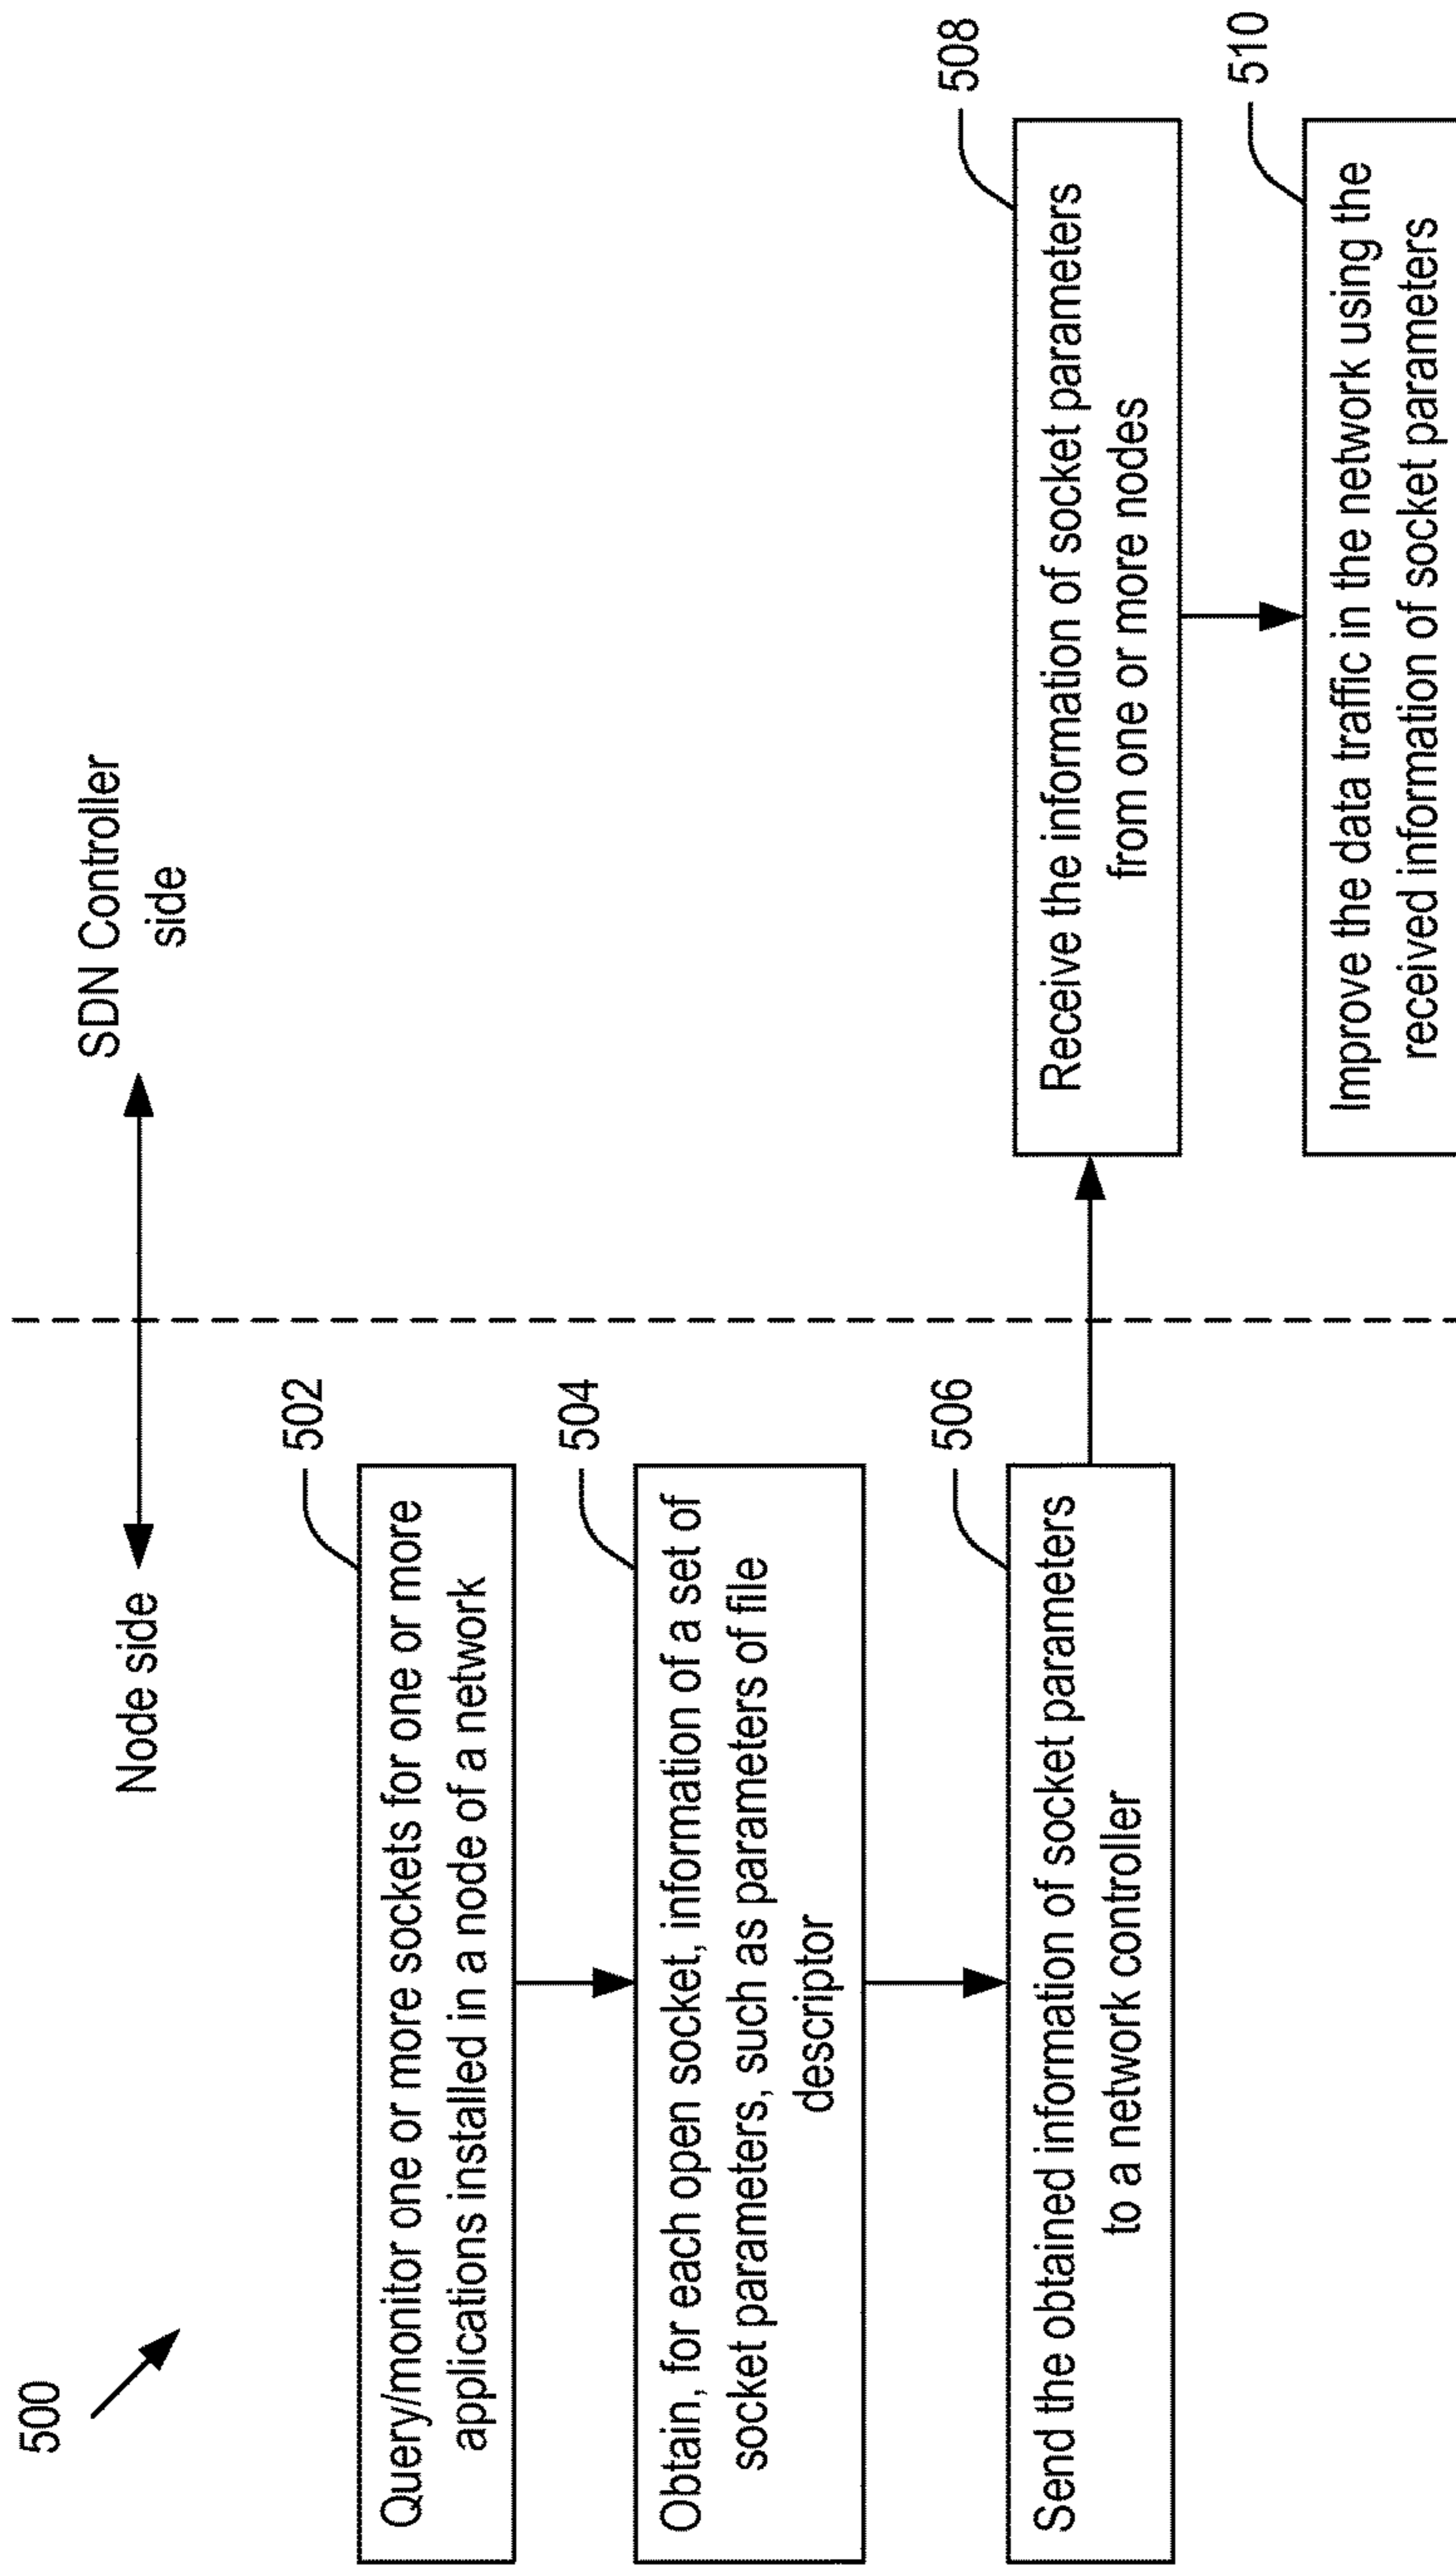 500
Node side
SDN Controller
side
502
Query/monitor one or more sockets for one or more
applications installed in a node of a network
504
Obtain, for each open socket, information of a set of
socket parameters, such as parameters of file
descriptor
506
Send the obtained information of socket parameters
to a network controller
508
Receive the information of socket parameters
from one or more nodes
510
Improve the data traffic in the network using the
received information of socket parameters